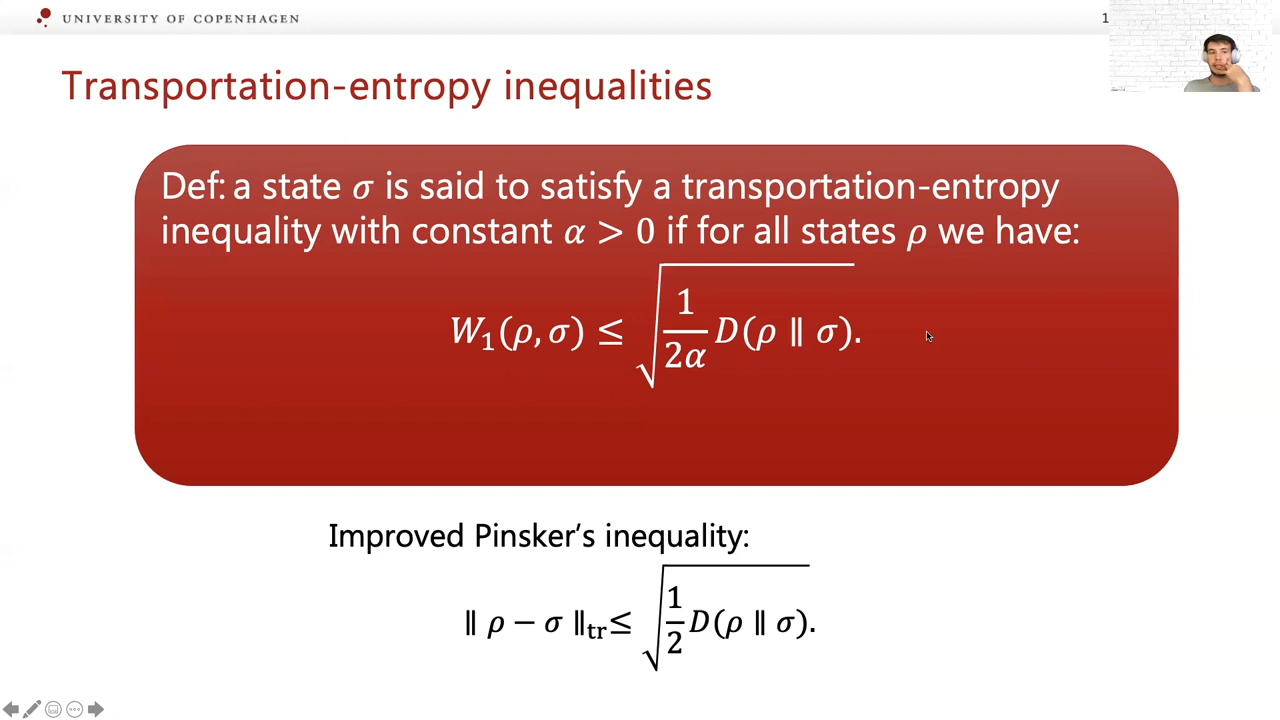 UNIVERSITY OF COPENHAGEN
1
Transportation-entropy inequalities
Def: a state σ is said to satisfy a transportation-entropy
inequality with constant α > 0 if for all states ρ we have:
W₁(ρ, σ) ≤ √(1/2α D(ρ ∥ σ)).
Improved Pinsker’s inequality:
∥ ρ − σ ∥tr≤ √(1/2 D(ρ ∥ σ)).